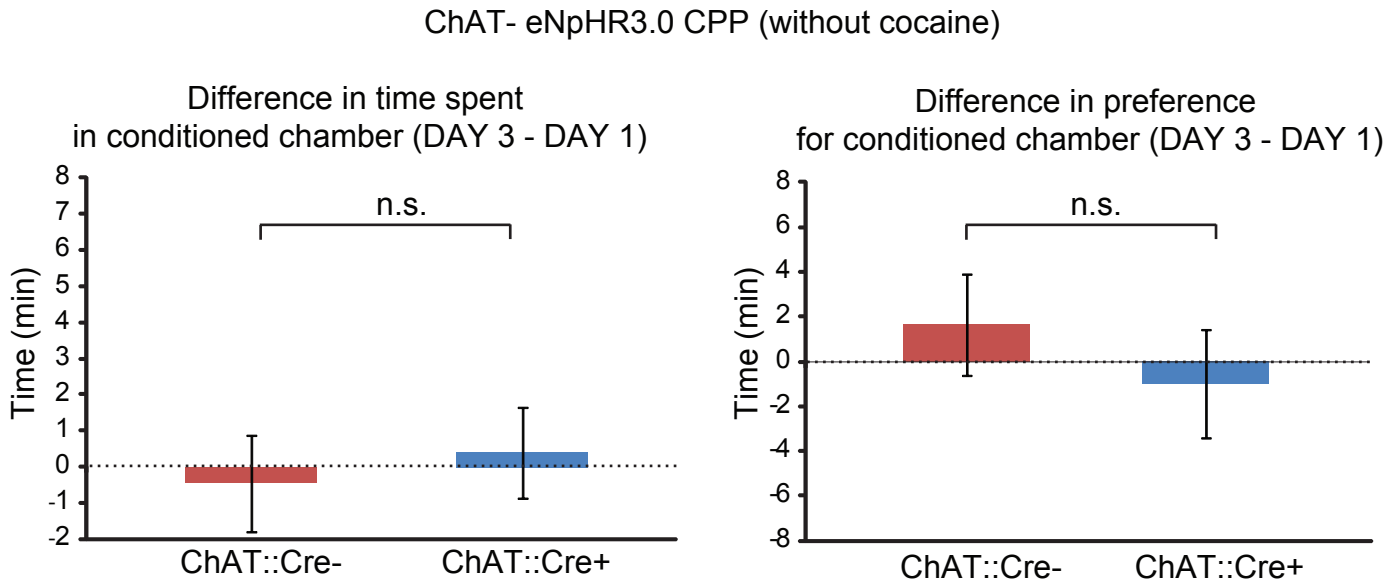 ChAT- eNpHR3.0 CPP (without cocaine)
Difference in time spent
in conditioned chamber (DAY 3 - DAY 1)
Time (min)
8
7
6
5
4
3
2
1
0
-1
-2
n.s.
ChAT::Cre-
ChAT::Cre+
Difference in preference
for conditioned chamber (DAY 3 - DAY 1)
Time (min)
8
6
4
2
0
-2
-4
-6
-8
n.s.
ChAT::Cre-
ChAT::Cre+